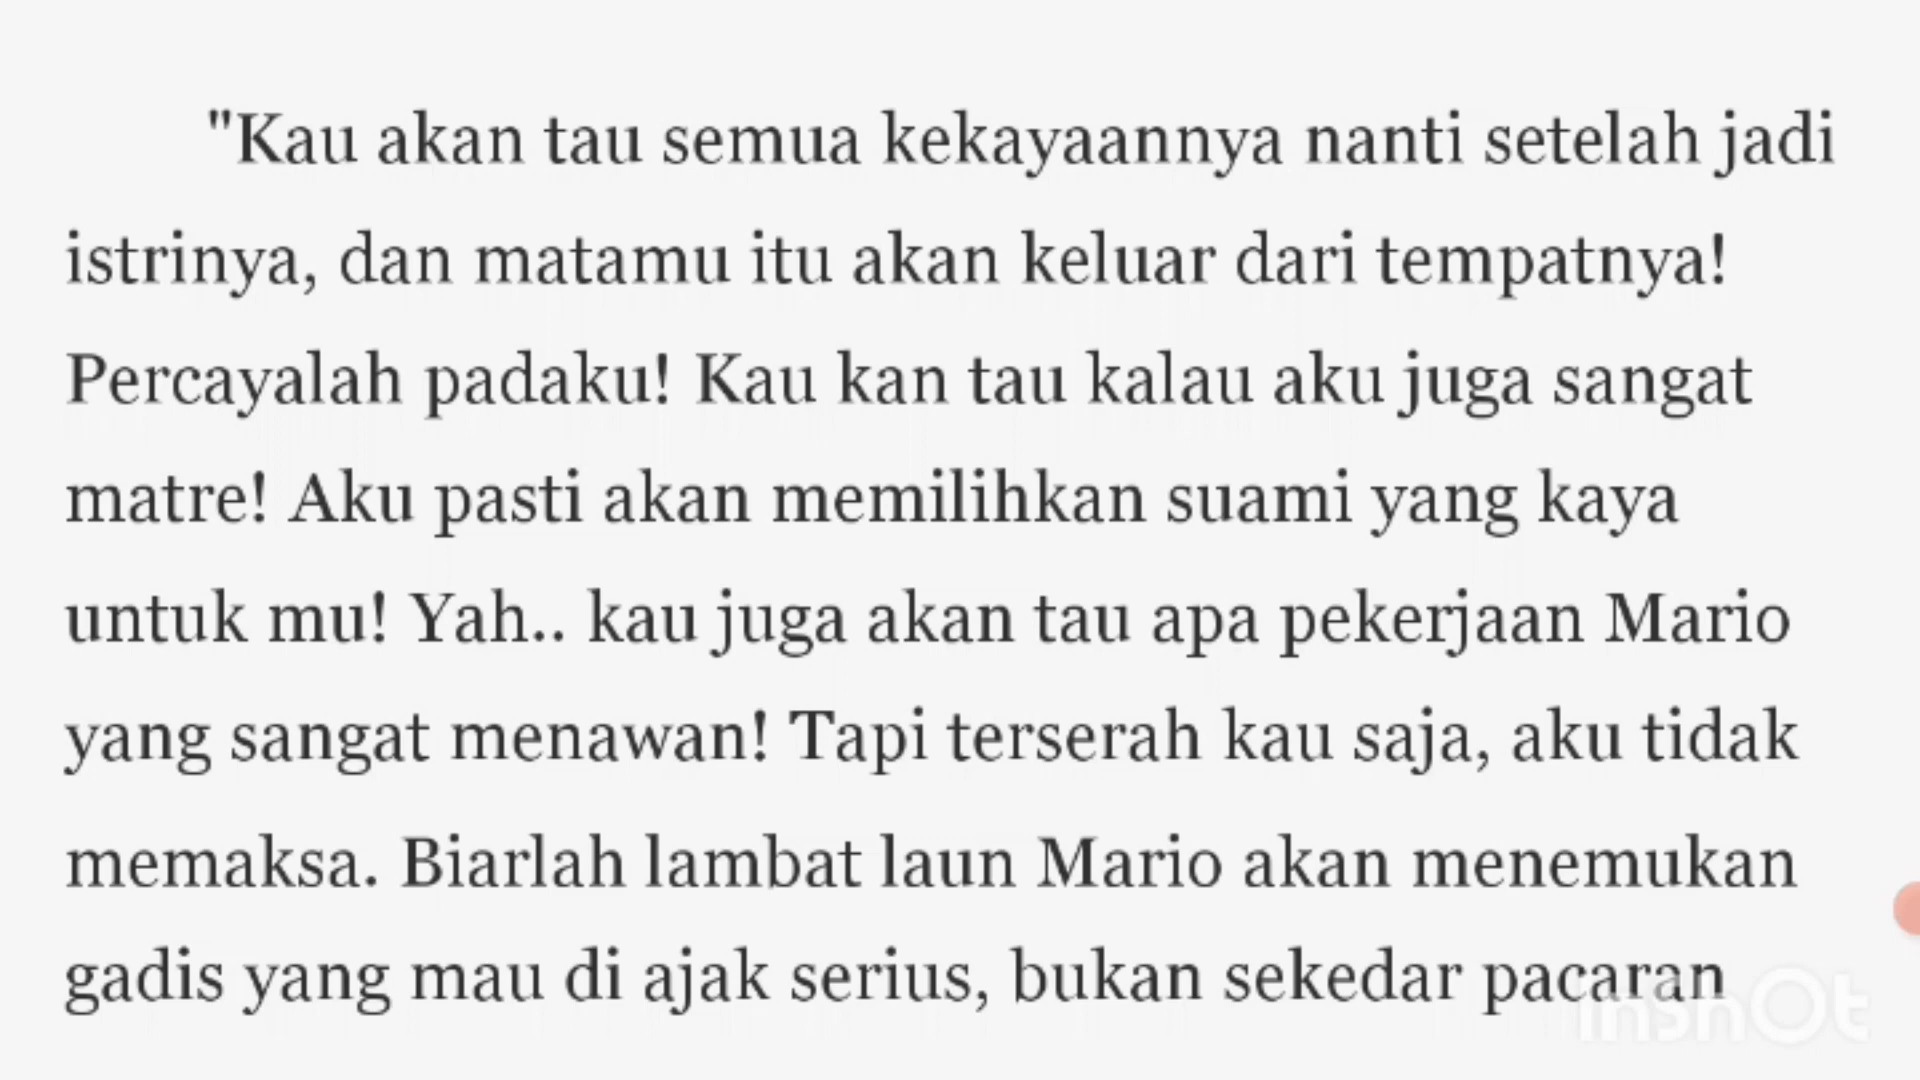 "Kau akan tau semua kekayaannya nanti setelah jadi
istrinya, dan matamu itu akan keluar dari tempatnya!
Percayalah padaku! Kau kan tau kalau aku juga sangat
matre! Aku pasti akan memilihkan suami yang kaya
untuk mu! Yah.. kau juga akan tau apa pekerjaan Mario
yang sangat menawan! Tapi terserah kau saja, aku tidak
memaksa. Biarlah lambat laun Mario akan menemukan
gadis yang mau di ajak serius, bukan sekedar pacaran
InShOt